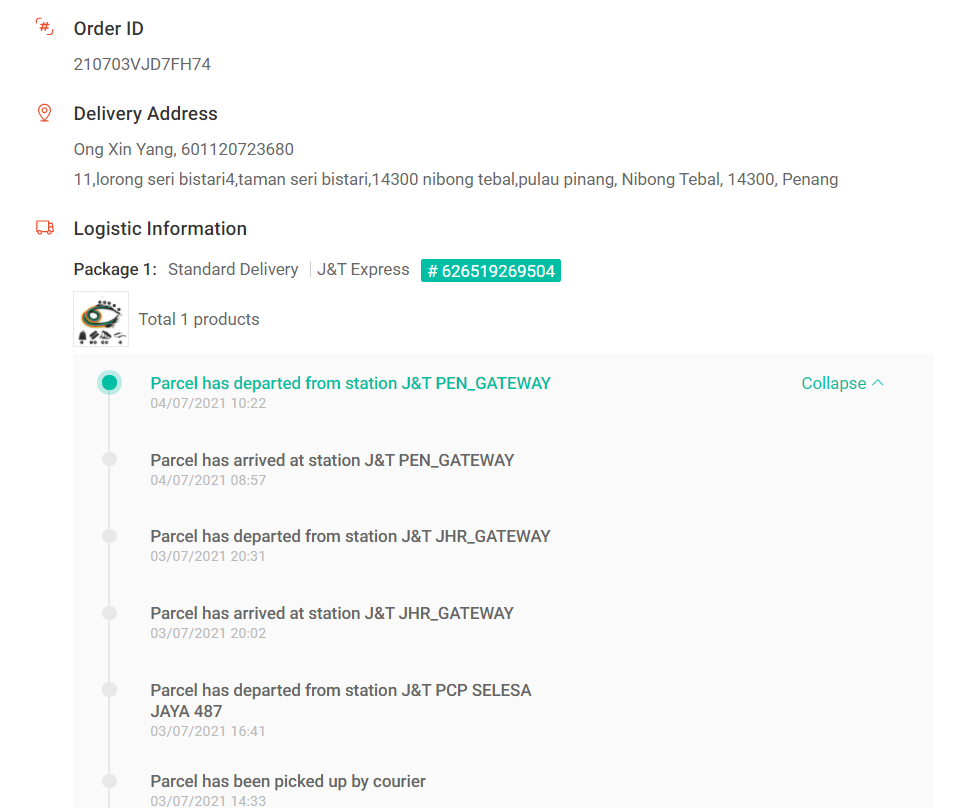 Order ID
210703VJD7FH74
Delivery Address
Ong Xin Yang, 601120723680
11,lorong seri bistari4,taman seri bistari,14300 nibong tebal,pulau pinang, Nibong Tebal, 14300, Penang
Logistic Information
Package 1: Standard Delivery J&T Express # 626519269504
Total 1 products
Parcel has departed from station J&T PEN_GATEWAY Collapse
04/07/2021 10:22
Parcel has arrived at station J&T PEN_GATEWAY
04/07/2021 08:57
Parcel has departed from station J&T JHR_GATEWAY
03/07/2021 20:31
Parcel has arrived at station J&T JHR_GATEWAY
03/07/2021 20:02
Parcel has departed from station J&T PCP SELESA
JAYA 487
03/07/2021 16:41
Parcel has been picked up by courier
03/07/2021 14:33